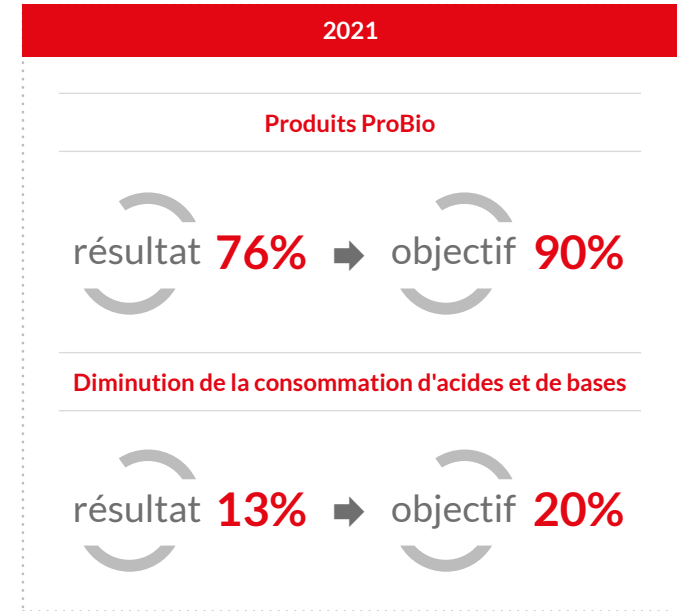 2021
Produits ProBio
résultat 76% objectif 90%
Diminution de la consommation d'acides et de bases
résultat 13% objectif 20%